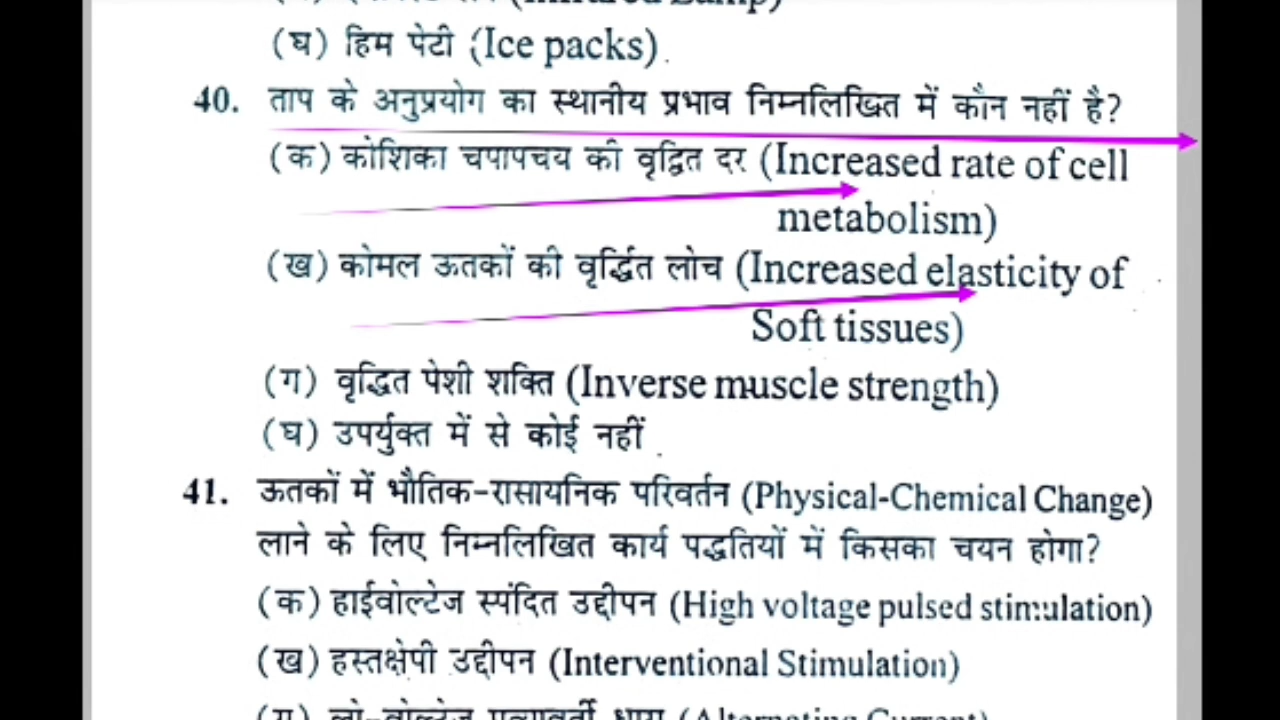 (घ) हिम पेटी (Ice packs).
40. ताप के अनुप्रयोग का स्थानीय प्रभाव निम्नलिखित में कौन नहीं है?
(क) कोशिका चपापचय की वृद्धित दर (Increased rate of cell
metabolism)
(ख) कोमल ऊतकों की वृर्द्धित लोच (Increased elasticity of
Soft tissues)
(ग) वृद्धित पेशी शक्ति (Inverse muscle strength)
(घ) उपर्युक्त में से कोई नहीं
41. ऊतकों में भौतिक-रासायनिक परिवर्तन (Physical-Chemical Change)
लाने के लिए निम्नलिखित कार्य पद्धतियों में किसका चयन होगा?
(क) हाईवोल्टेज स्पंदित उद्दीपन (High voltage pulsed stimulation)
(ख) हस्तक्षेपी उद्दीपन (Interventional Stimulation)